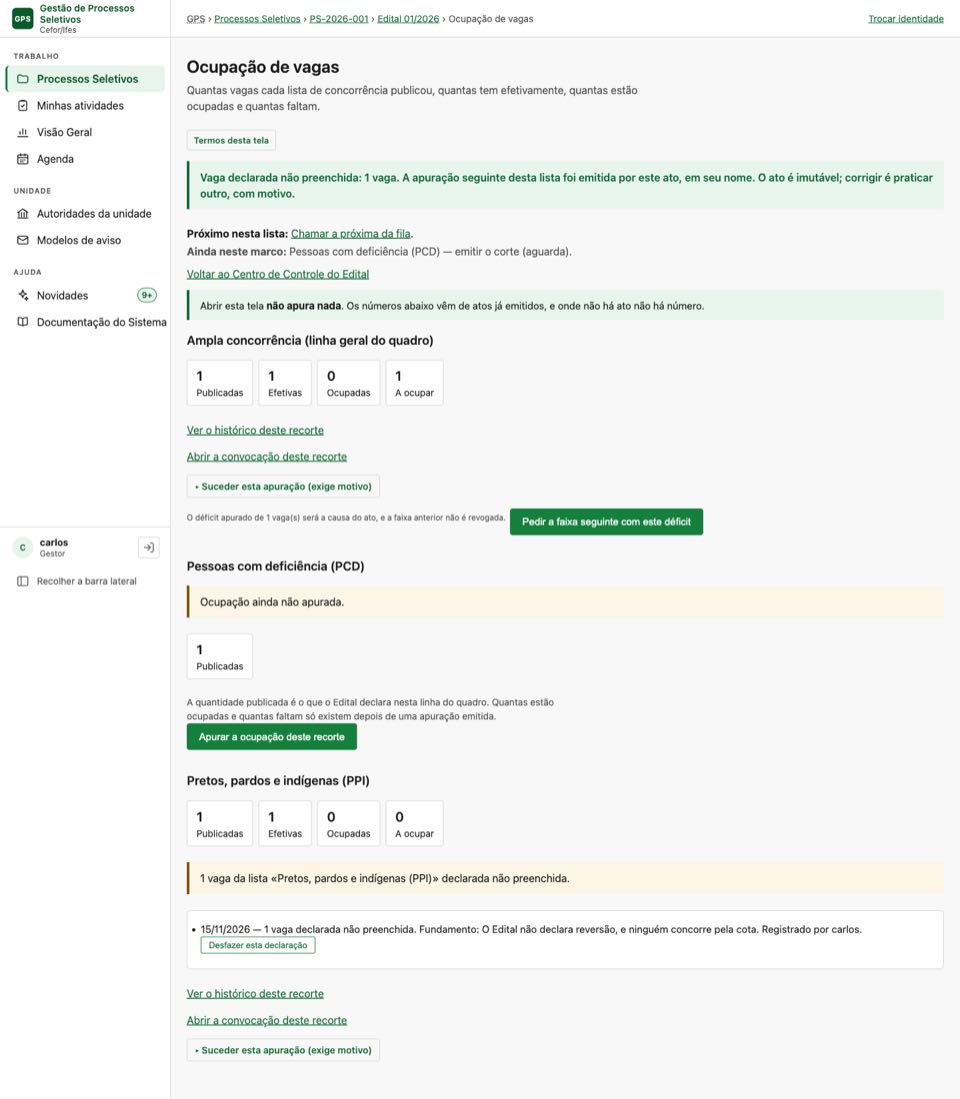 GPS
Gestão de Processos
Seletivos
Cefor/Ifes
GPS › Processos Seletivos › PS-2026-001 › Edital 01/2026 › Ocupação de vagas
Trocar identidade
TRABALHO
Processos Seletivos
Minhas atividades
Visão Geral
Agenda
UNIDADE
Autoridades da unidade
Modelos de aviso
AJUDA
Novidades 9+
Documentação do Sistema
C
carlos
Gestor
Recolher a barra lateral
Ocupação de vagas
Quantas vagas cada lista de concorrência publicou, quantas tem efetivamente, quantas estão
ocupadas e quantas faltam.
Termos desta tela
Vaga declarada não preenchida: 1 vaga. A apuração seguinte desta lista foi emitida por este ato, em seu nome. O ato é imutável; corrigir é praticar
outro, com motivo.
Próximo nesta lista: Chamar a próxima da fila.
Ainda neste marco: Pessoas com deficiência (PCD) — emitir o corte (aguarda).
Voltar ao Centro de Controle do Edital
Abrir esta tela não apura nada. Os números abaixo vêm de atos já emitidos, e onde não há ato não há número.
Ampla concorrência (linha geral do quadro)
1 1 0 1
Publicadas Efetivas Ocupadas A ocupar
Ver o histórico deste recorte
Abrir a convocação deste recorte
Suceder esta apuração (exige motivo)
O déficit apurado de 1 vaga(s) será a causa do ato, e a faixa anterior não é revogada. Pedir a faixa seguinte com este déficit
Pessoas com deficiência (PCD)
Ocupação ainda não apurada.
1
Publicadas
A quantidade publicada é o que o Edital declara nesta linha do quadro. Quantas estão
ocupadas e quantas faltam só existem depois de uma apuração emitida.
Apurar a ocupação deste recorte
Pretos, pardos e indígenas (PPI)
1 1 0 0
Publicadas Efetivas Ocupadas A ocupar
1 vaga da lista «Pretos, pardos e indígenas (PPI)» declarada não preenchida.
• 15/11/2026 — 1 vaga declarada não preenchida. Fundamento: O Edital não declara reversão, e ninguém concorre pela cota. Registrado por carlos.
Desfazer esta declaração
Ver o histórico deste recorte
Abrir a convocação deste recorte
Suceder esta apuração (exige motivo)